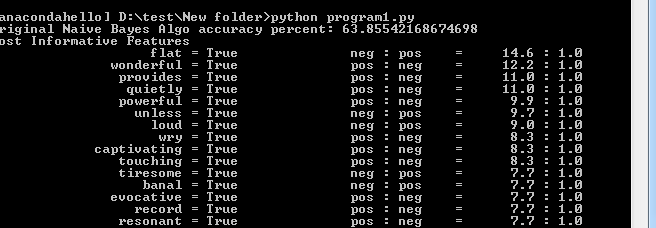 anacondahello] D:\test\New folder>python program1.py
riginal Naive Bayes Algo accuracy percent: 63.85542168674698
ost Informative Features
flat = True neg : pos = 14.6 : 1.0
wonderful = True pos : neg = 12.2 : 1.0
provides = True pos : neg = 11.0 : 1.0
quietly = True pos : neg = 11.0 : 1.0
powerful = True pos : neg = 9.9 : 1.0
unless = True pos : neg = 9.7 : 1.0
loud = True neg : pos = 9.0 : 1.0
wry = True pos : neg = 8.3 : 1.0
captivating = True pos : neg = 8.3 : 1.0
touching = True pos : neg = 8.3 : 1.0
tiresome = True neg : pos = 7.7 : 1.0
banal = True neg : pos = 7.7 : 1.0
evocative = True pos : neg = 7.7 : 1.0
record = True pos : neg = 7.7 : 1.0
resonant = True pos : neg = 7.7 : 1.0